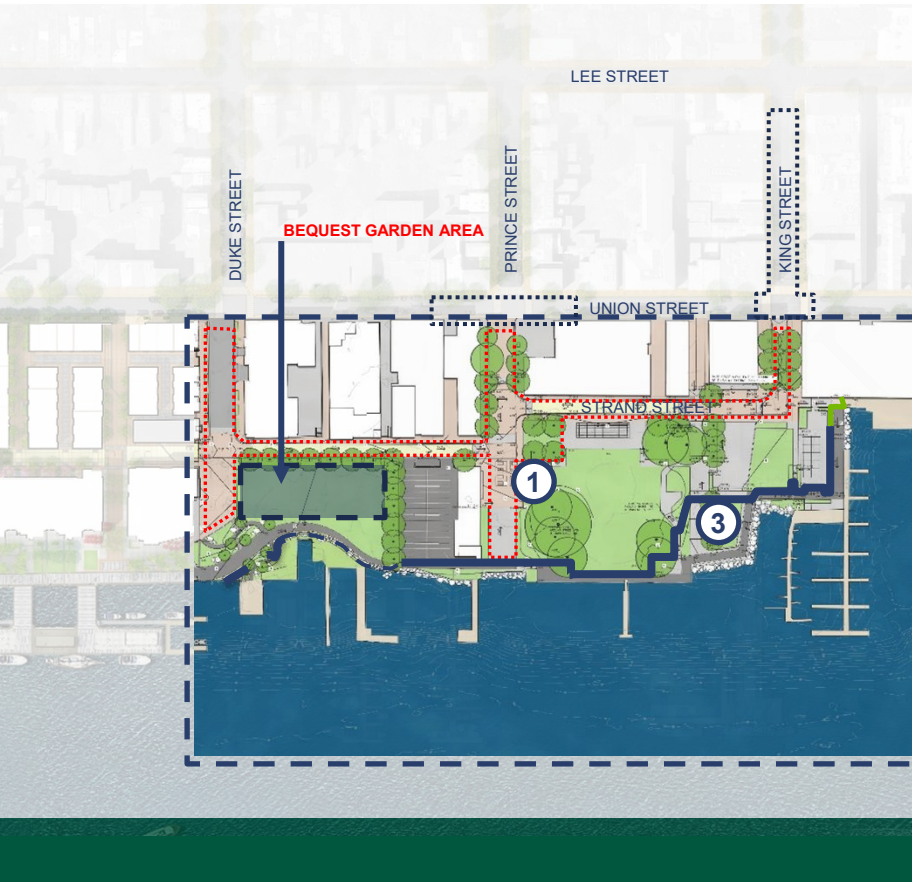 LEE STREET
DUKE STREET
PRINCE STREET
KING STREET
BEQUEST GARDEN AREA
UNION STREET
STRAND STREET
1
3